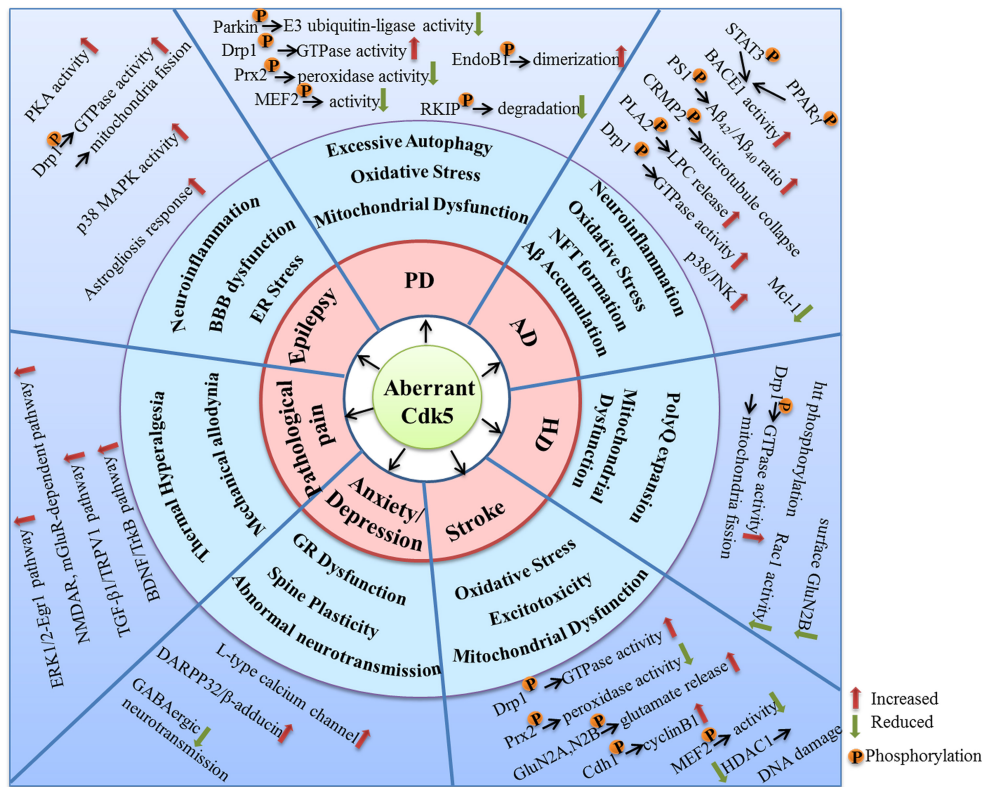 Parkin P E3 ubiquitin-ligase activity
Drp1 P GTPase activity
Prx2 P peroxidase activity
MEF2 P activity
EndoB1 P dimerization
RKIP P degradation
Excessive Autophagy
Oxidative Stress
Mitochondrial Dysfunction
PD
STAT3 P
PPARγ P
BACE1 activity
PS1 P Aβ42/Aβ40 ratio
CRMP2 P microtubule collapse
PLA2 P LPC release
Drp1 P GTPase activity
p38/JNK
Mcl-1
Neuroinflammation
Oxidative Stress
NFT formation
Aβ Accumulation
AD
htt phosphorylation
surface GluN2B
Drp1 P GTPase activity
mitochondria fission
Rac1 activity
PolyQ expansion
Mitochondrial
Dysfunction
HD
Stroke
Oxidative Stress
Excitotoxicity
Mitochondrial Dysfunction
Drp1 P GTPase activity
Prx2 P peroxidase activity
GluN2A,N2B P glutamate release
Cdh1 P cyclinB1
MEF2 P activity
HDAC1
DNA damage
Anxiety/
Depression
GR Dysfunction
Spine Plasticity
Abnormal neurotransmission
L-type calcium channel
DARPP32/β-adducin
GABAergic
neurotransmission
Pathological
pain
Mechanical allodynia
Thermal Hyperalgesia
BDNF/TrkB pathway
TGF-β1/TRPV1 pathway
NMDAR, mGluR-dependent pathway
ERK1/2-Egr1 pathway
Epilepsy
ER Stress
BBB dysfunction
Neuroinflammation
PKA activity
Drp1 P GTPase activity
mitochondria fission
p38 MAPK activity
Astrogliosis response
Aberrant
Cdk5
Increased
Reduced
P Phosphorylation